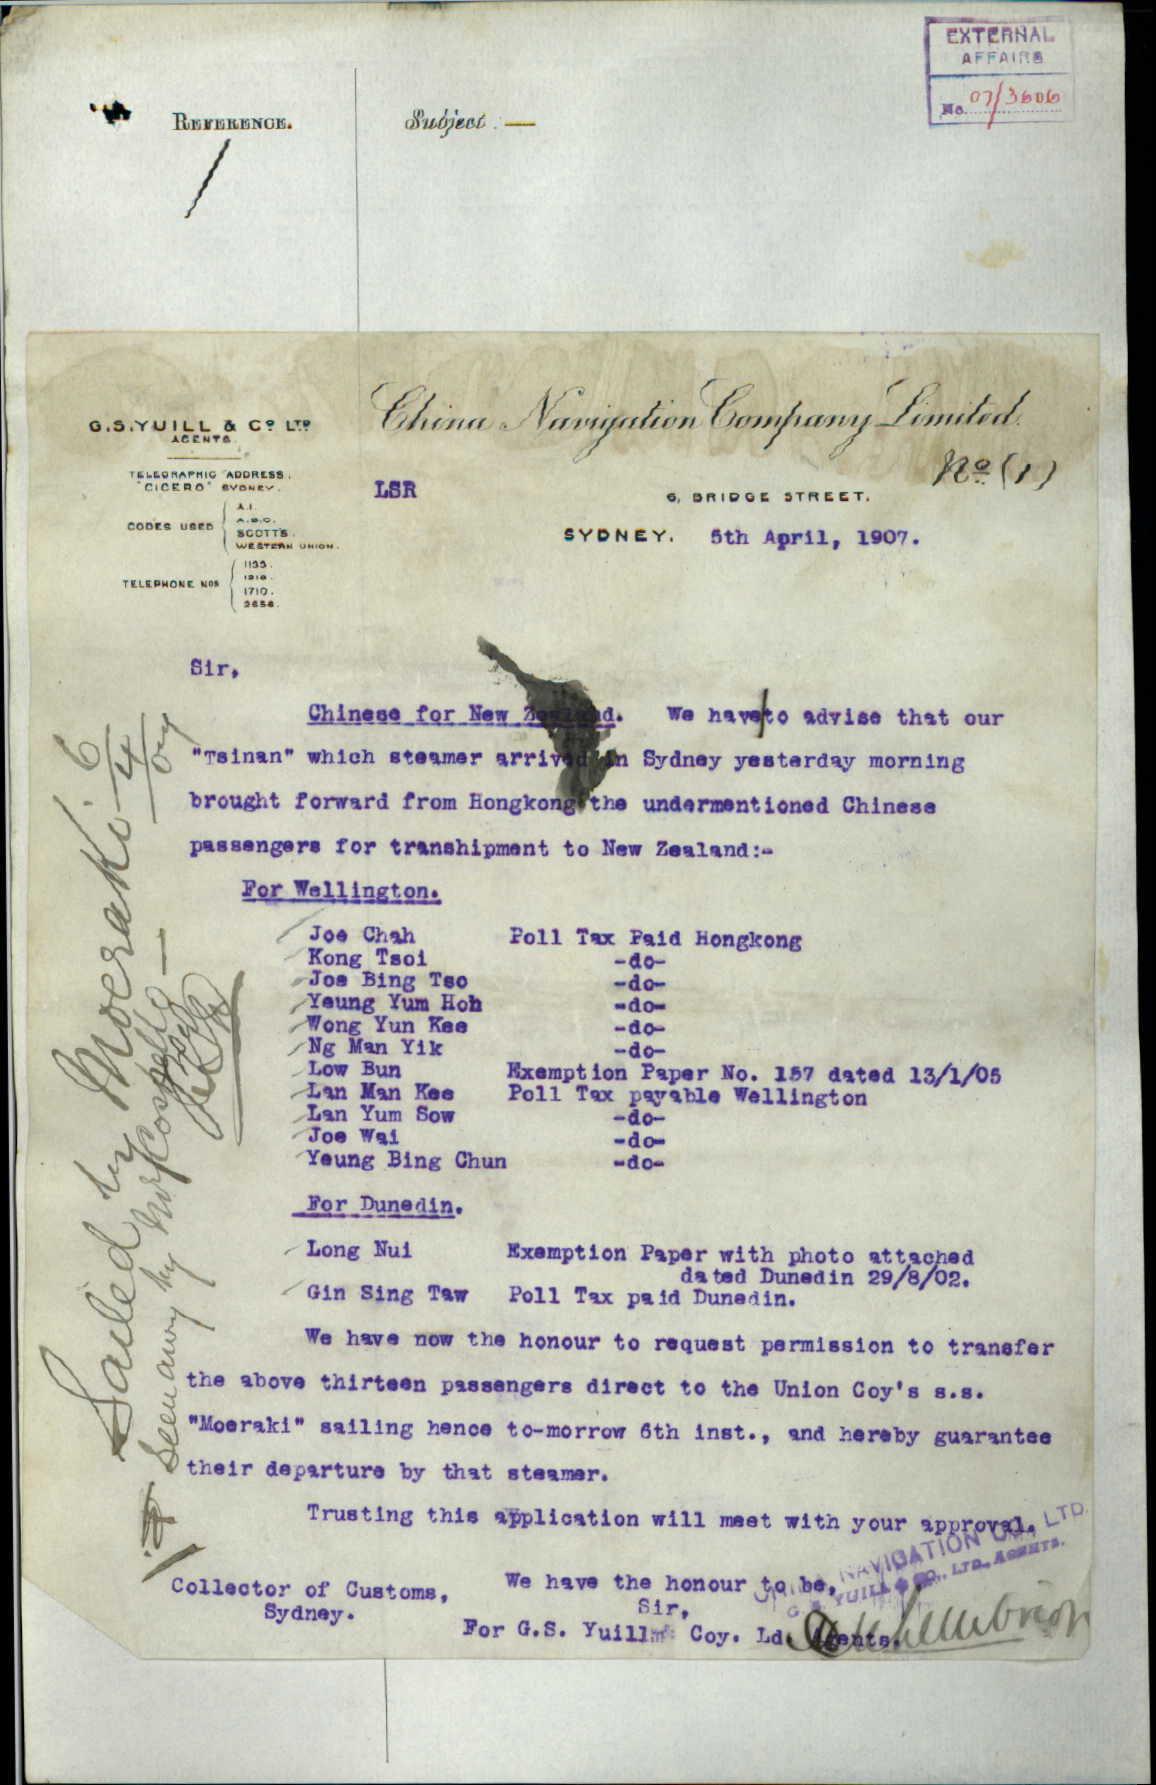 EXTERNAL
AFFAIRS
No. 07/3606
REFERENCE.
Subject. —
China Navigation Company Limited.
G.S.YUILL & Co LTD
AGENTS.
No (1)
TELEGRAPHIC ADDRESS.
"CICERO" SYDNEY.
LSR
6, BRIDGE STREET.
CODES USED
A.I.
A.B.C.
SCOTTS.
WESTERN UNION.
SYDNEY. 5th April, 1907.
TELEPHONE Nos
1710.
Sir,
Chinese for New Zealand. We have to advise that our
"Tsinan" which steamer arrived in Sydney yesterday morning
brought forward from Hongkong the undermentioned Chinese
passengers for transhipment to New Zealand:-
For Wellington.
Joe Chah Poll Tax Paid Hongkong
Kong Tsoi -do-
Joe Bing Tso -do-
Yeung Yum Hoh -do-
Wong Yun Kee -do-
Ng Man Yik -do-
Low Bun Exemption Paper No. 157 dated 13/1/05
Lan Man Kee Poll Tax payable Wellington
Lan Yum Sow -do-
Joe Wai -do-
Yeung Bing Chun -do-
For Dunedin.
Long Nui Exemption Paper with photo attached
dated Dunedin 29/8/02.
Gin Sing Taw Poll Tax paid Dunedin.
We have now the honour to request permission to transfer
the above thirteen passengers direct to the Union Coy's s.s.
"Moeraki" sailing hence to-morrow 6th inst., and hereby guarantee
their departure by that steamer.
Trusting this application will meet with your approval.
We have the honour to be,
Sir,
For G.S. Yuill Coy. Ld. Agents.
Collector of Customs,
Sydney.
NAVIGATION CO., LTD.
G. S. YUILL & CO., LTD., AGENTS.
Sailed by Moeraki 6/4/07
Seen away by Mr